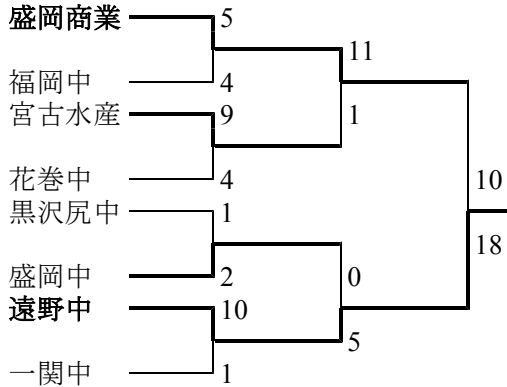 盛岡商業 5
11
福岡中 4
宮古水産 9
1
花巻中 4
10
黒沢尻中 1
18
盛岡中 2
0
遠野中 10
5
一関中 1